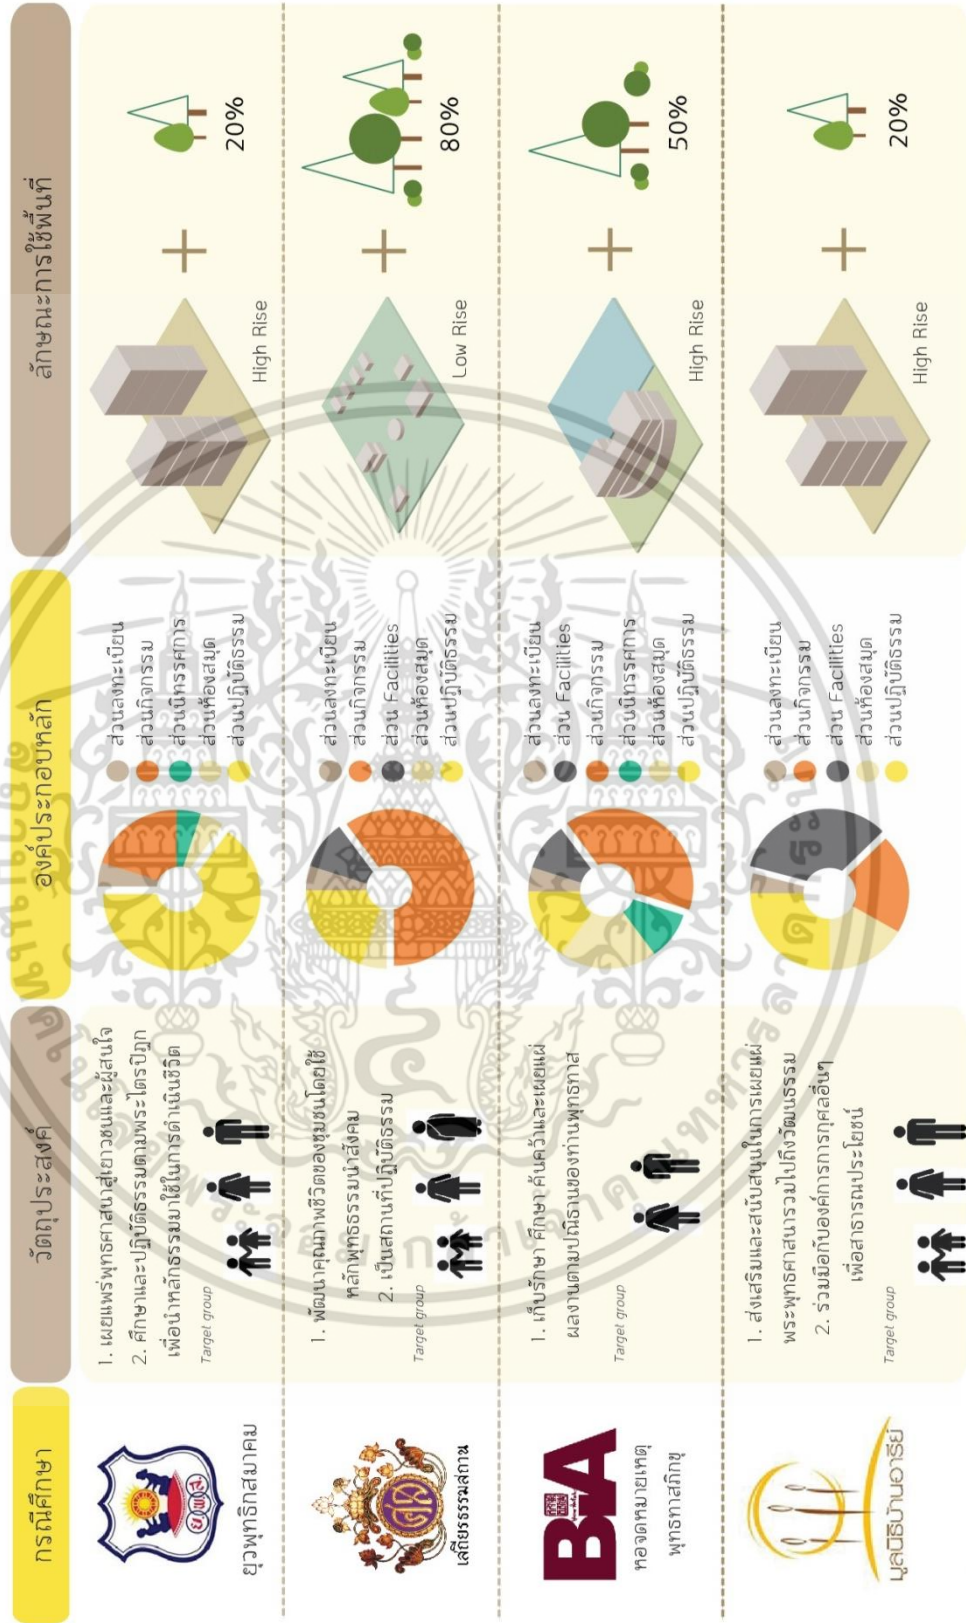 กรณีศึกษา
วัตถุประสงค์
องค์ประกอบหลัก
ลักษณะการใช้พื้นที่
ยุวพุทธิกสมาคม
1. เผยแพร่พุทธศาสนาสู่เยาวชนและผู้สนใจ
2. ศึกษาและปฏิบัติธรรมตามพระไตรปิฎก
เพื่อนำหลักธรรมมาใช้ในการดำเนินชีวิต
Target group
ส่วนลงทะเบียน
ส่วนกิจกรรม
ส่วนนิทรรศการ
ส่วนห้องสมุด
ส่วนปฏิบัติธรรม
High Rise
20%
เสถียรธรรมสถาน
1. พัฒนาคุณภาพชีวิตของชุมชนโดยใช้
หลักพุทธธรรมนำสังคม
2. เป็นสถานที่ปฏิบัติธรรม
Target group
ส่วนลงทะเบียน
ส่วนกิจกรรม
ส่วน Facilities
ส่วนห้องสมุด
ส่วนปฏิบัติธรรม
Low Rise
80%
BIA
หอจดหมายเหตุ
พุทธทาสภิกขุ
1. เก็บรักษา ศึกษา ค้นคว้าและเผยแผ่
ผลงานตามปณิธานของท่านพุทธทาส
Target group
ส่วนลงทะเบียน
ส่วน Facilities
ส่วนกิจกรรม
ส่วนนิทรรศการ
ส่วนห้องสมุด
ส่วนปฏิบัติธรรม
High Rise
50%
มูลนิธิบ้านอารีย์
1. ส่งเสริมและสนับสนุนในการเผยแผ่
พระพุทธศาสนารวมไปถึงวัฒนธรรม
2. ร่วมมือกับองค์การการกุศลอื่นๆ
เพื่อสาธารณประโยชน์
Target group
ส่วนลงทะเบียน
ส่วนกิจกรรม
ส่วน Facilities
ส่วนห้องสมุด
ส่วนปฏิบัติธรรม
High Rise
20%